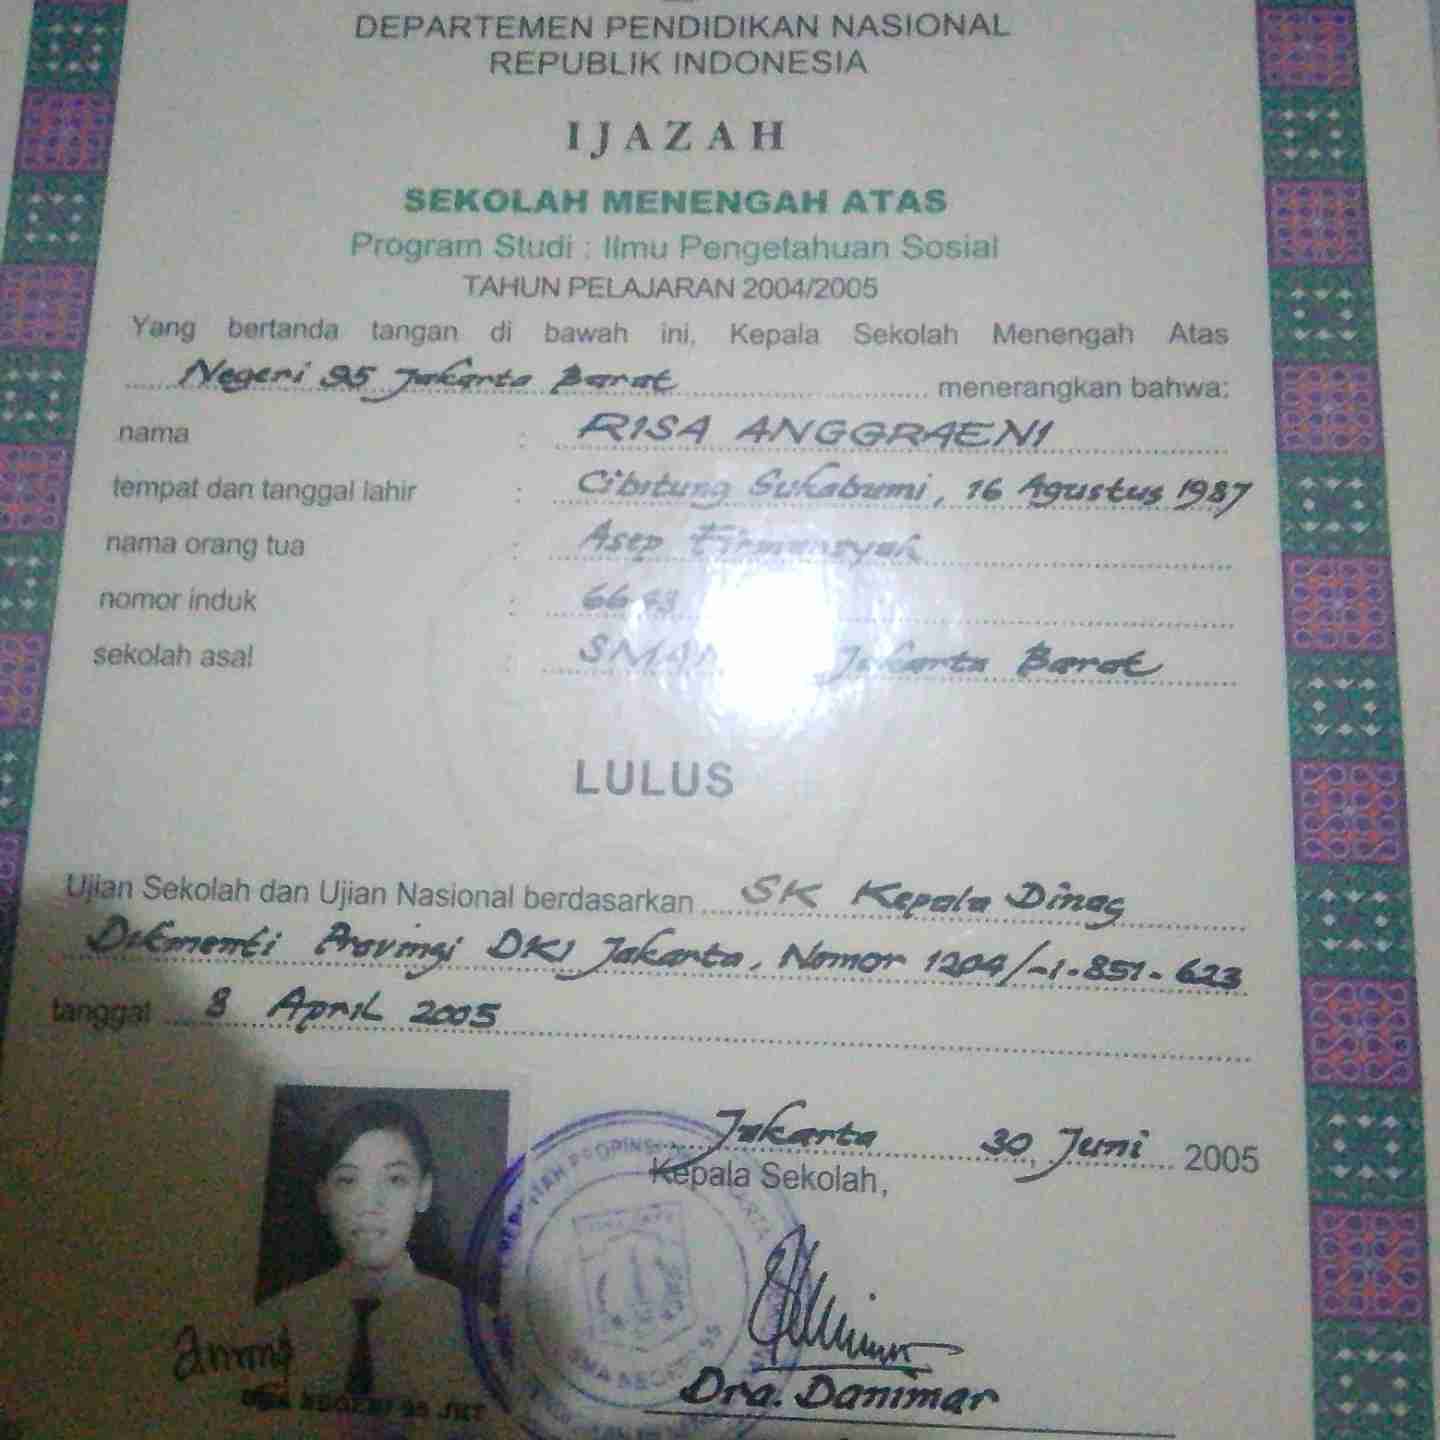 DEPARTEMEN PENDIDIKAN NASIONAL
REPUBLIK INDONESIA
IJAZAH
SEKOLAH MENENGAH ATAS
Program Studi : Ilmu Pengetahuan Sosial
TAHUN PELAJARAN 2004/2005
Yang bertanda tangan di bawah ini, Kepala Sekolah Menengah Atas
Negeri 95 Jakarta Barat menerangkan bahwa:
nama : RISA ANGGRAENI
tempat dan tanggal lahir : Cibitung Sukabumi, 16 Agustus 1987
nama orang tua : Asep Firmansyah
nomor induk :
sekolah asal : Jakarta Barat
LULUS
Ujian Sekolah dan Ujian Nasional berdasarkan SK Kepala Dinas
Dikmenti Provinsi DKI Jakarta, Nomor 1204/-1.851.623
tanggal 8 April 2005
Jakarta 30 Juni 2005
Kepala Sekolah,
Dra. Danimar